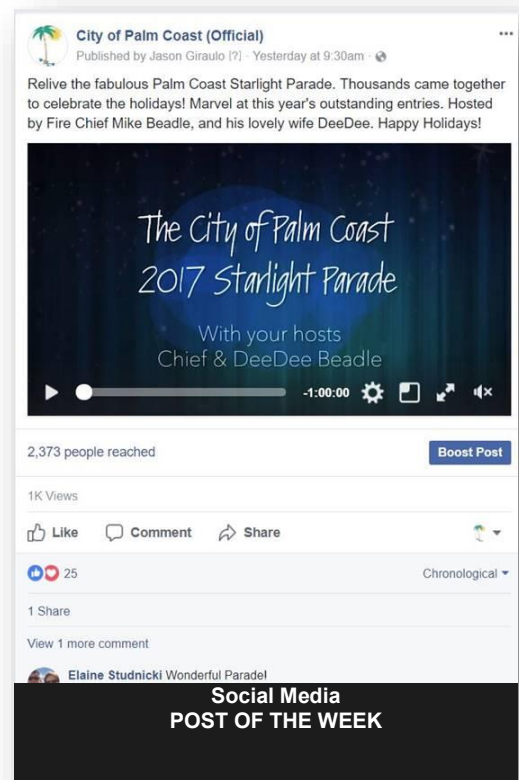 City of Palm Coast (Official)
Published by Jason Giraulo [?] · Yesterday at 9:30am ·
Relive the fabulous Palm Coast Starlight Parade. Thousands came together
to celebrate the holidays! Marvel at this year's outstanding entries. Hosted
by Fire Chief Mike Beadle, and his lovely wife DeeDee. Happy Holidays!
The City of Palm Coast
2017 Starlight Parade
With your hosts
Chief & DeeDee Beadle
-1:00:00
2,373 people reached
Boost Post
1K Views
Like Comment Share
25
Chronological
1 Share
View 1 more comment
Elaine Studnicki Wonderful Parade!
Social Media
POST OF THE WEEK